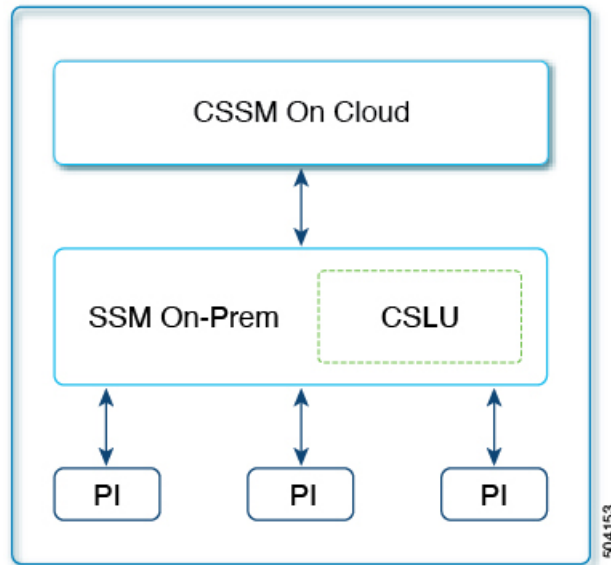 CSSM On Cloud
SSM On-Prem
CSLU
PI
PI
PI
504153